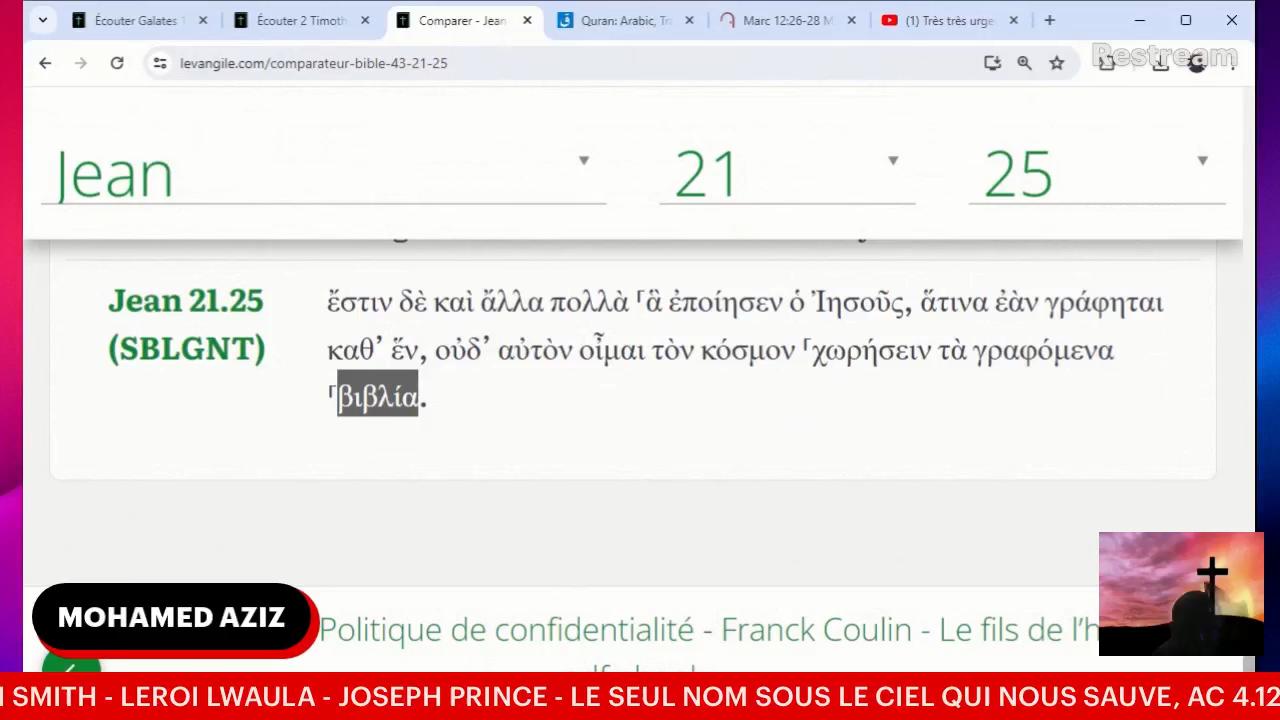 Écouter Galates 1
Écouter 2 Timoth
Comparer - Jean
Quran: Arabic, Tra
Marc 12:26-28 M
(1) Très très urge
levangile.com/comparateur-bible-43-21-25
Restream
Jean 21 25
Jean 21.25 ἔστιν δὲ καὶ ἄλλα πολλὰ ⸀ἃ ἐποίησεν ὁ Ἰησοῦς, ἅτινα ἐὰν γράφηται
(SBLGNT) καθ’ ἕν, οὐδ’ αὐτὸν οἶμαι τὸν κόσμον ⸀χωρήσειν τὰ γραφόμενα
⸀βιβλία.
MOHAMED AZIZ
Politique de confidentialité - Franck Coulin - Le fils de l’h
SMITH - LEROI LWAULA - JOSEPH PRINCE - LE SEUL NOM SOUS LE CIEL QUI NOUS SAUVE, AC 4.12